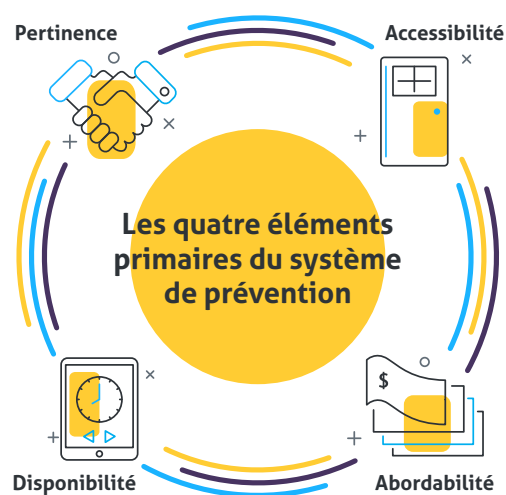 Pertinence
Accessibilité
Les quatre éléments
primaires du système
de prévention
$
Disponibilité
Abordabilité